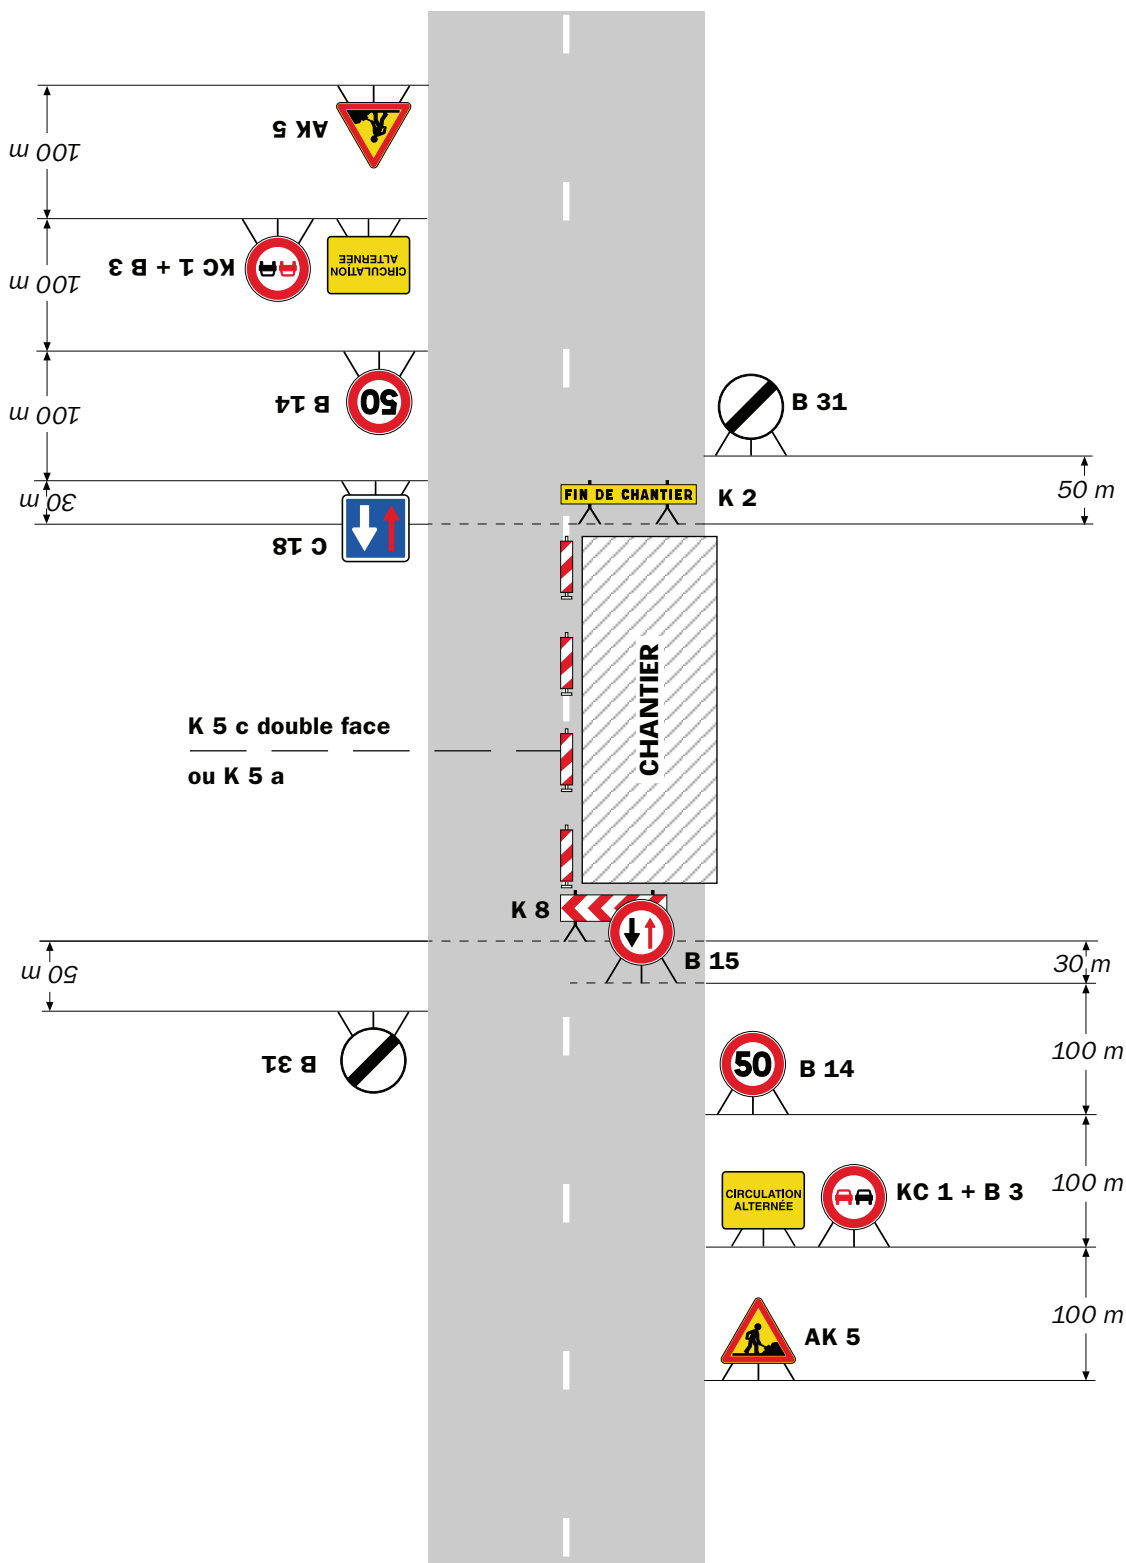 AK 5
100 m
KC 1 + B 3
CIRCULATION
ALTERNÉE
100 m
B 14
50
100 m
B 31
30 m
FIN DE CHANTIER
K 2
50 m
C 18
CHANTIER
K 5 c double face
ou K 5 a
K 8
B 15
50 m
30 m
B 31
50
B 14
100 m
CIRCULATION
ALTERNÉE
KC 1 + B 3
100 m
AK 5
100 m